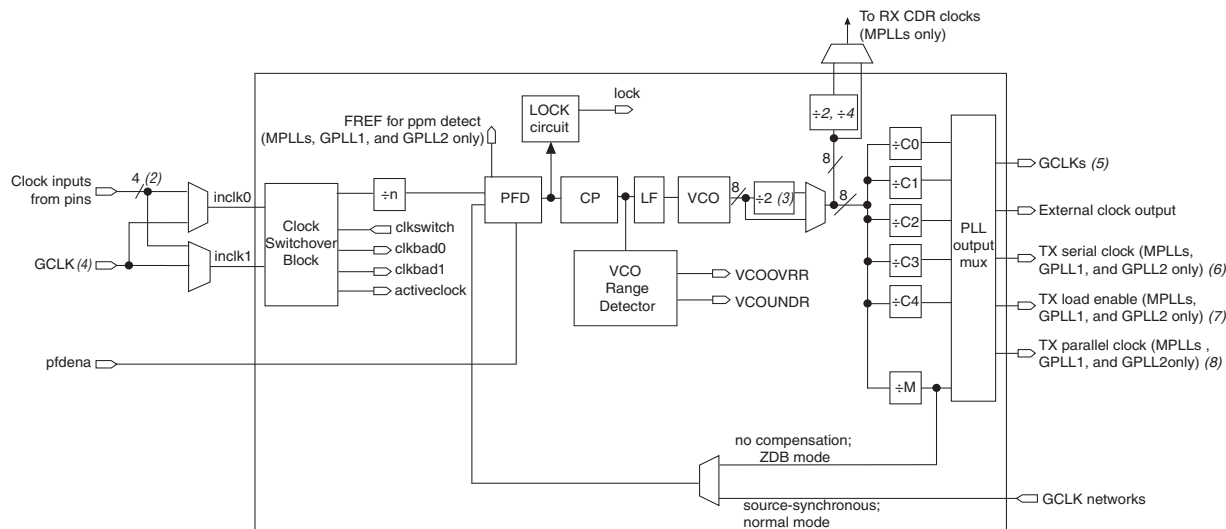 To RX CDR clocks
(MPLLs only)
lock
LOCK
circuit
÷2, ÷4
FREF for ppm detect
(MPLLs, GPLL1, and GPLL2 only)
8
÷C0
GCLKs (5)
Clock inputs
from pins
4 (2)
inclk0
÷n
PFD
CP
LF
VCO
8
÷2 (3)
8
÷C1
External clock output
Clock
Switchover
Block
clkswitch
÷C2
PLL
output
mux
GCLK (4)
inclk1
clkbad0
clkbad1
activeclock
VCO
Range
Detector
VCOOVRR
VCOUNDR
÷C3
TX serial clock (MPLLs,
GPLL1, and GPLL2 only) (6)
÷C4
TX load enable (MPLLs,
GPLL1, and GPLL2 only) (7)
pfdena
TX parallel clock (MPLLs ,
GPLL1, and GPLL2only) (8)
÷M
no compensation;
ZDB mode
GCLK networks
source-synchronous;
normal mode